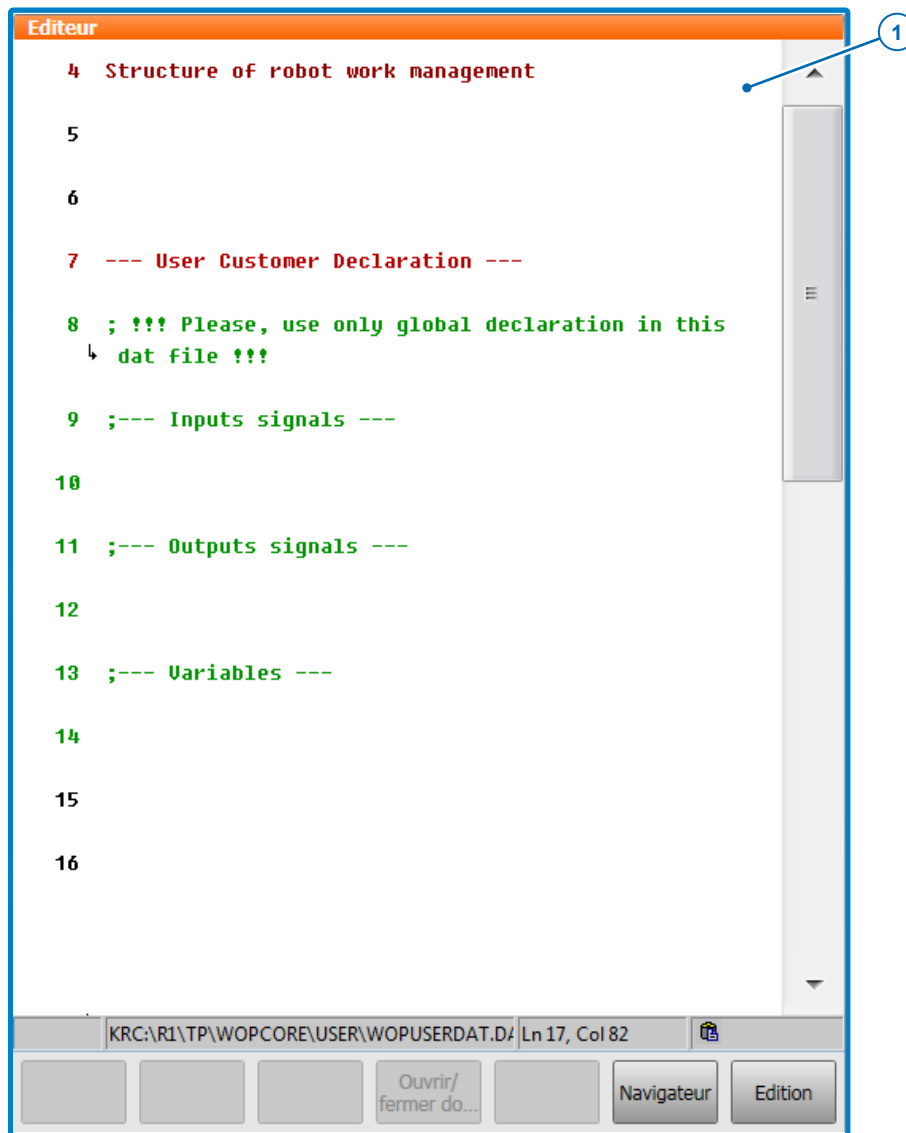 Editeur
1
4 Structure of robot work management
5
6
7 --- User Customer Declaration ---
8 ; !!! Please, use only global declaration in this
↳ dat file !!!
9 ;--- Inputs signals ---
10
11 ;--- Outputs signals ---
12
13 ;--- Variables ---
14
15
16
KRC:\R1\TP\WOPCORE\USER\WOPUSERDAT.DA Ln 17, Col 82
Ouvrir/
fermer do...
Navigateur
Edition